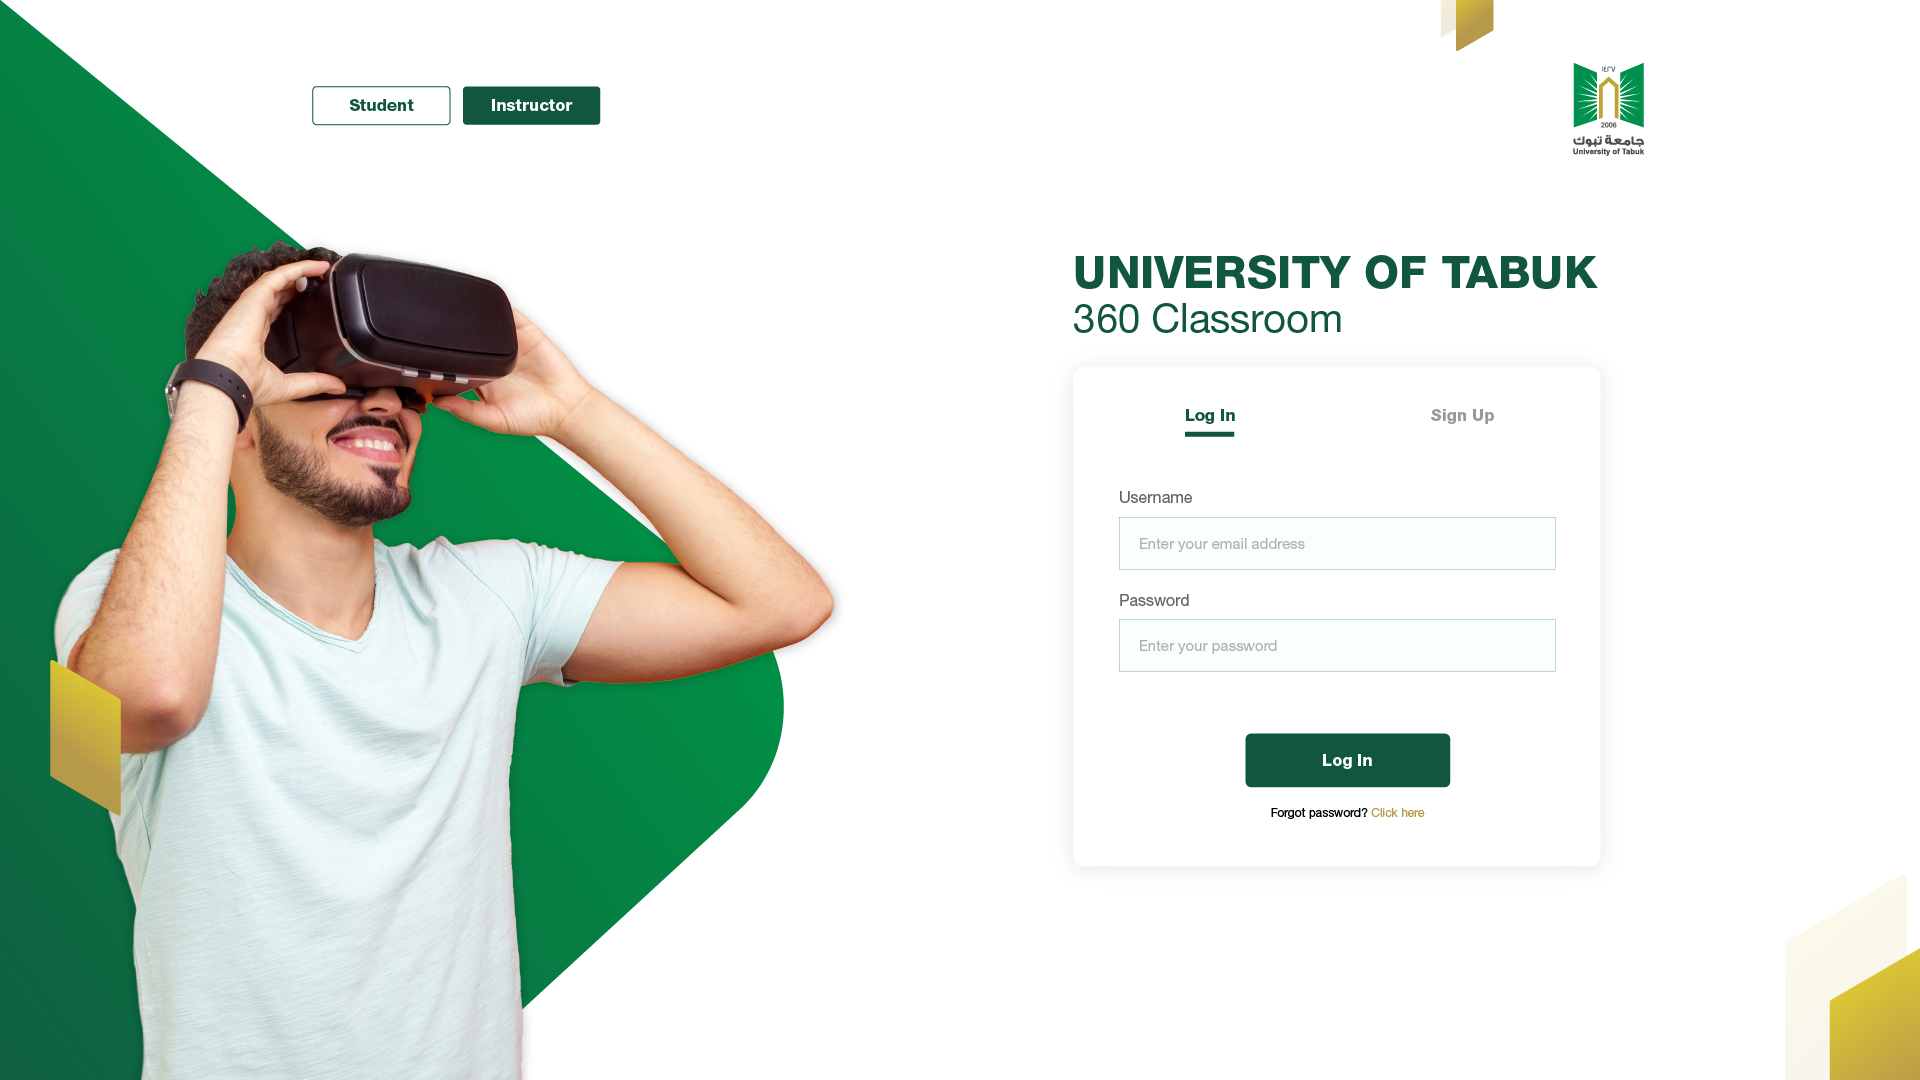 Student
Instructor
١٤٢٧
2006
جامعة تبوك
University of Tabuk
UNIVERSITY OF TABUK
360 Classroom
Log In
Sign Up
Username
Enter your email address
Password
Enter your password
Log In
Forgot password? Click here